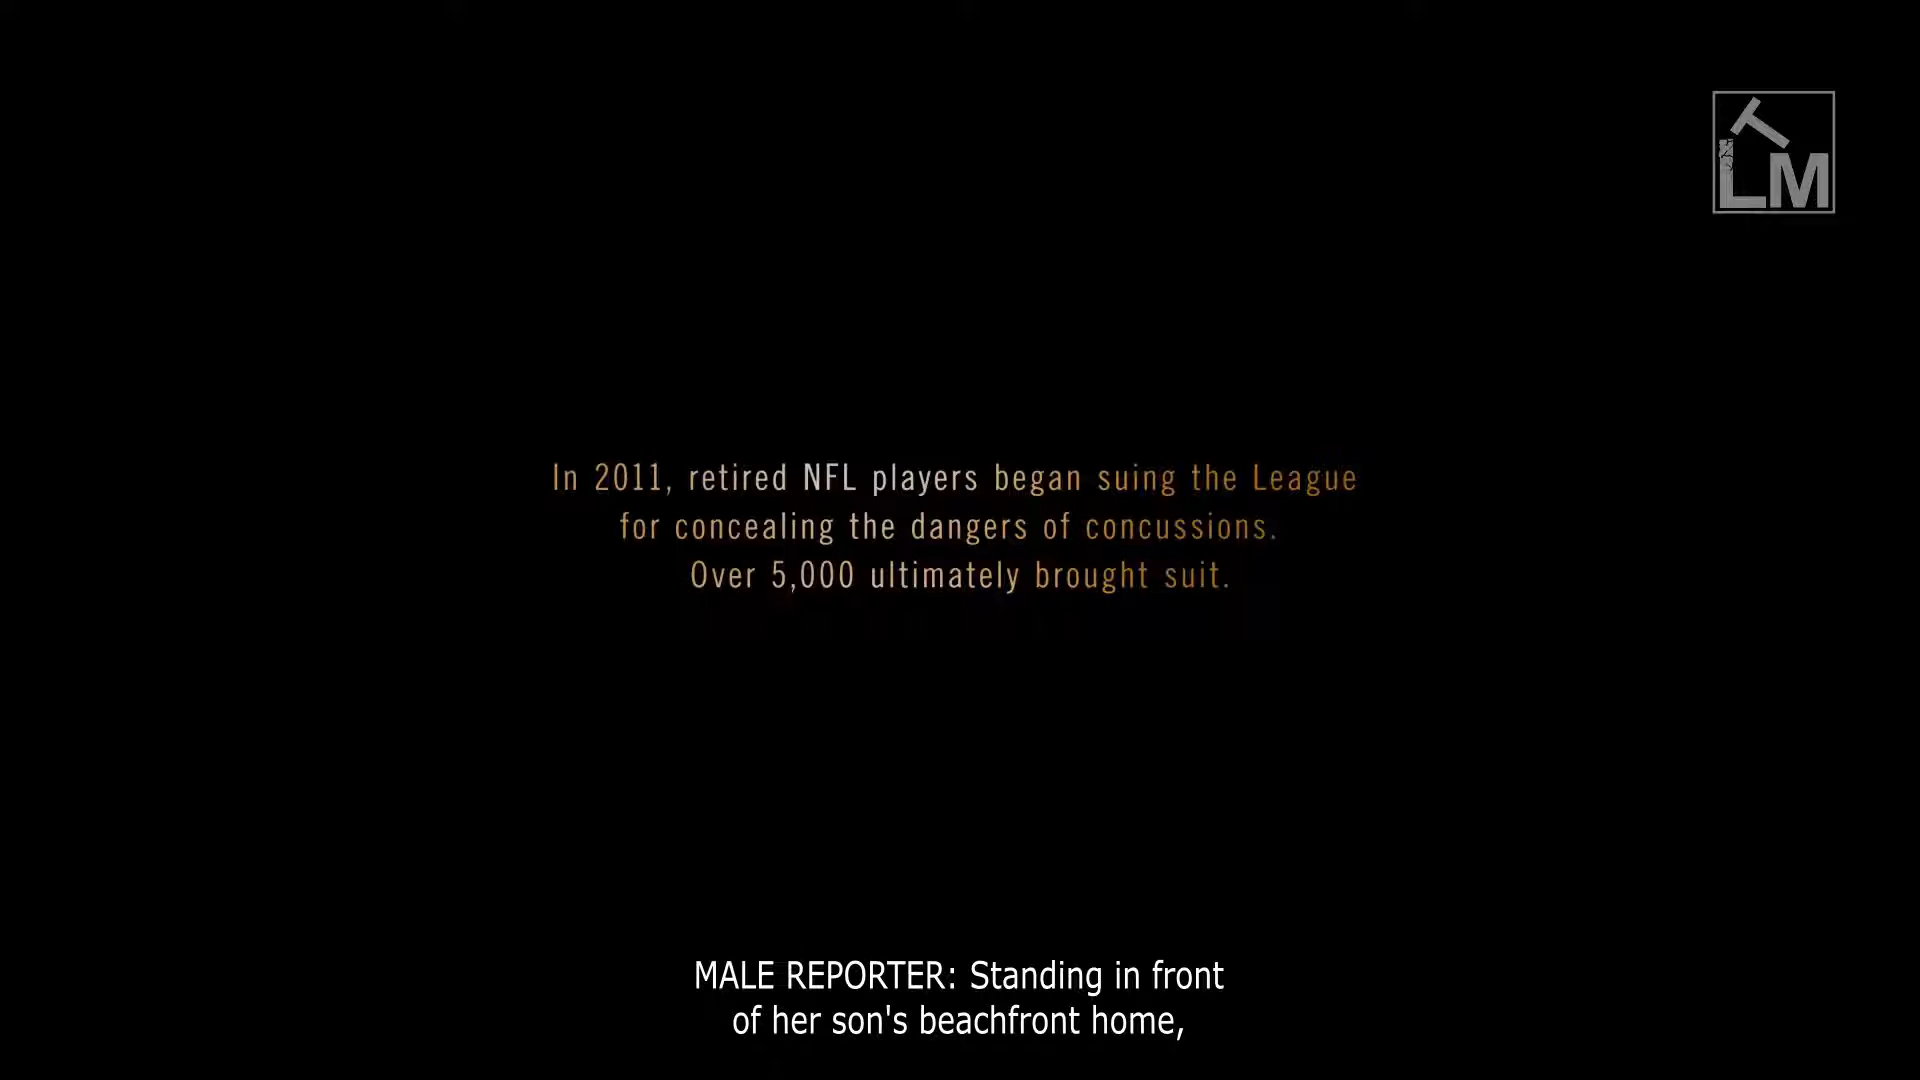 TLM
In 2011, retired NFL players began suing the League
for concealing the dangers of concussions.
Over 5,000 ultimately brought suit.
MALE REPORTER: Standing in front
of her son's beachfront home,